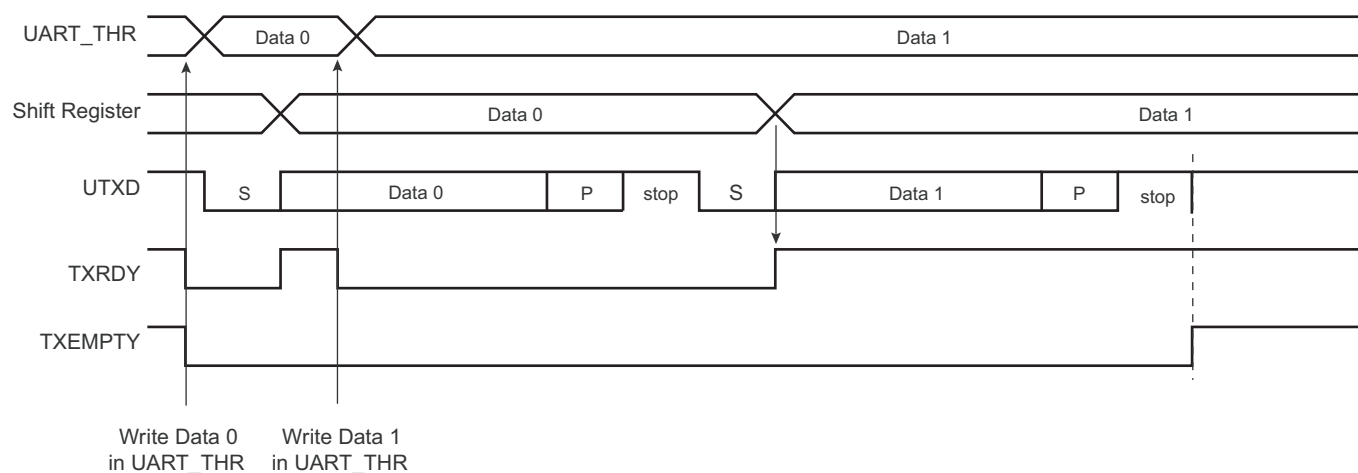 UART_THR
Data 0
Data 1
Shift Register
Data 0
Data 1
UTXD
S
Data 0
P
stop
S
Data 1
P
stop
TXRDY
TXEMPTY
Write Data 0
in UART_THR
Write Data 1
in UART_THR